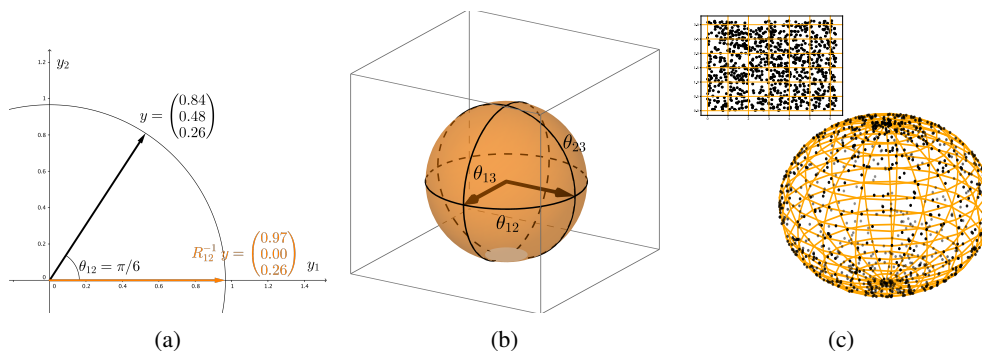 y₂
1.2
1
0.8
0.6
0.4
0.2
0
y = (0.84
0.48
0.26)
θ₁₂ = π/6
R₁₂⁻¹ y = (0.97
0.00
0.26)
y₁
0 0.2 0.4 0.6 0.8 1 1.2 1.4
(a)
θ₂₃
θ₁₃
θ₁₂
(b)
(c)